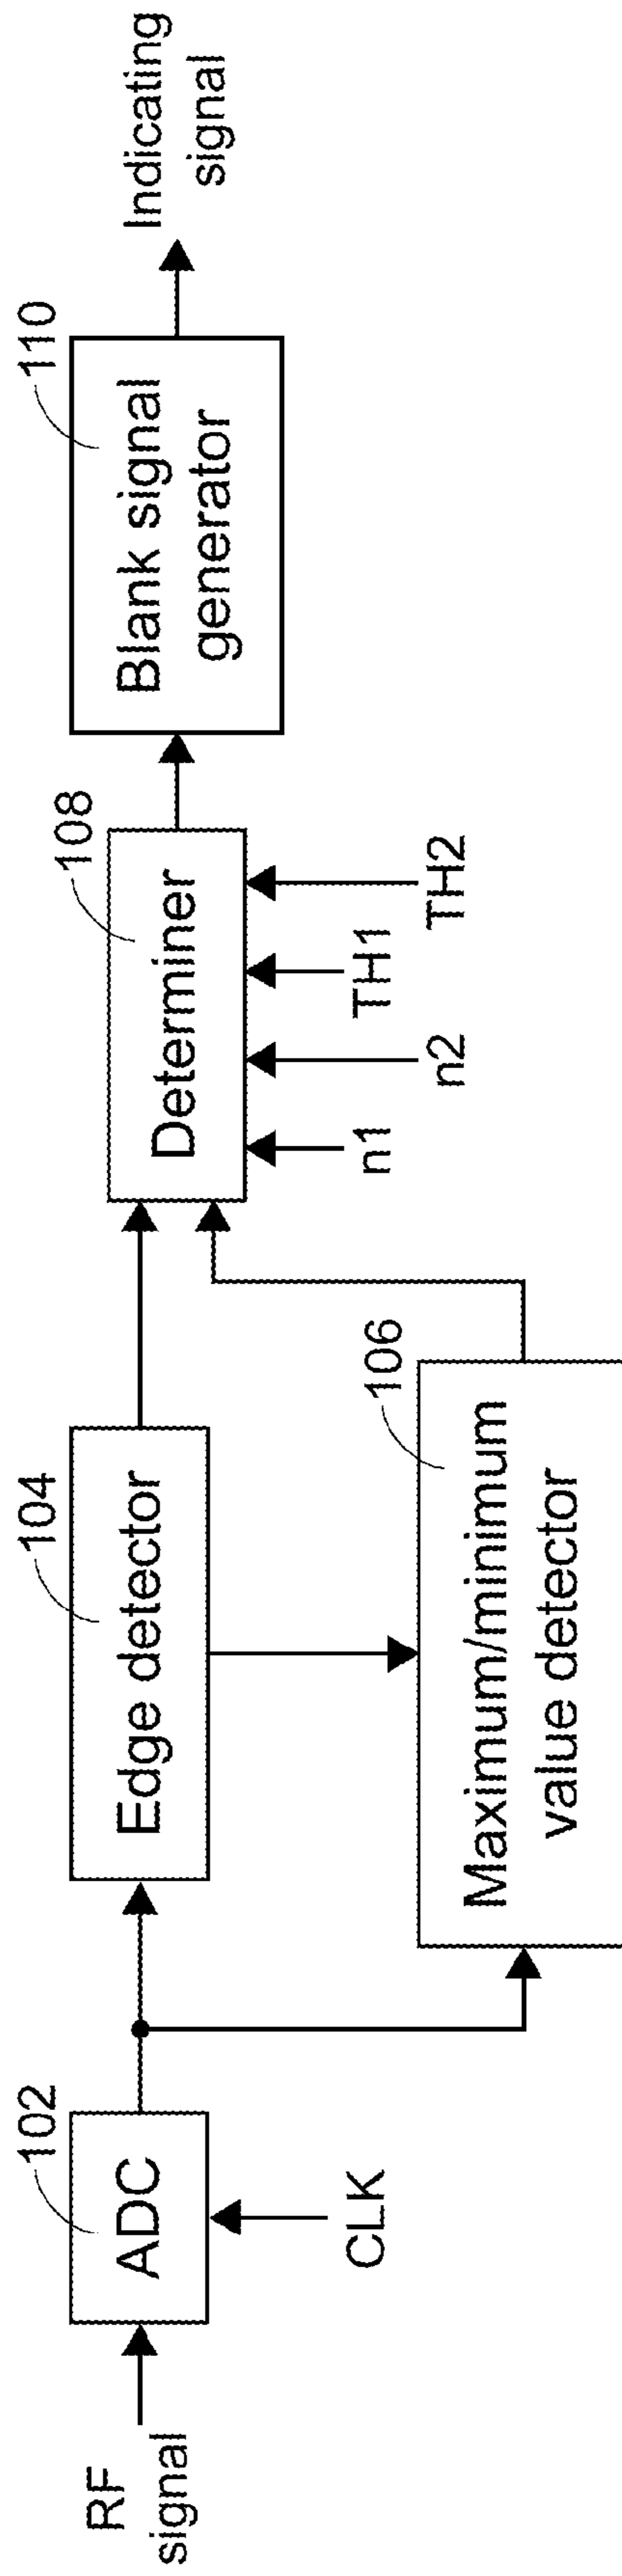 RF
signal
102
ADC
CLK
104
Edge detector
106
Maximum/minimum
value detector
108
Determiner
n1
n2
TH1
TH2
110
Blank signal
generator
Indicating
signal